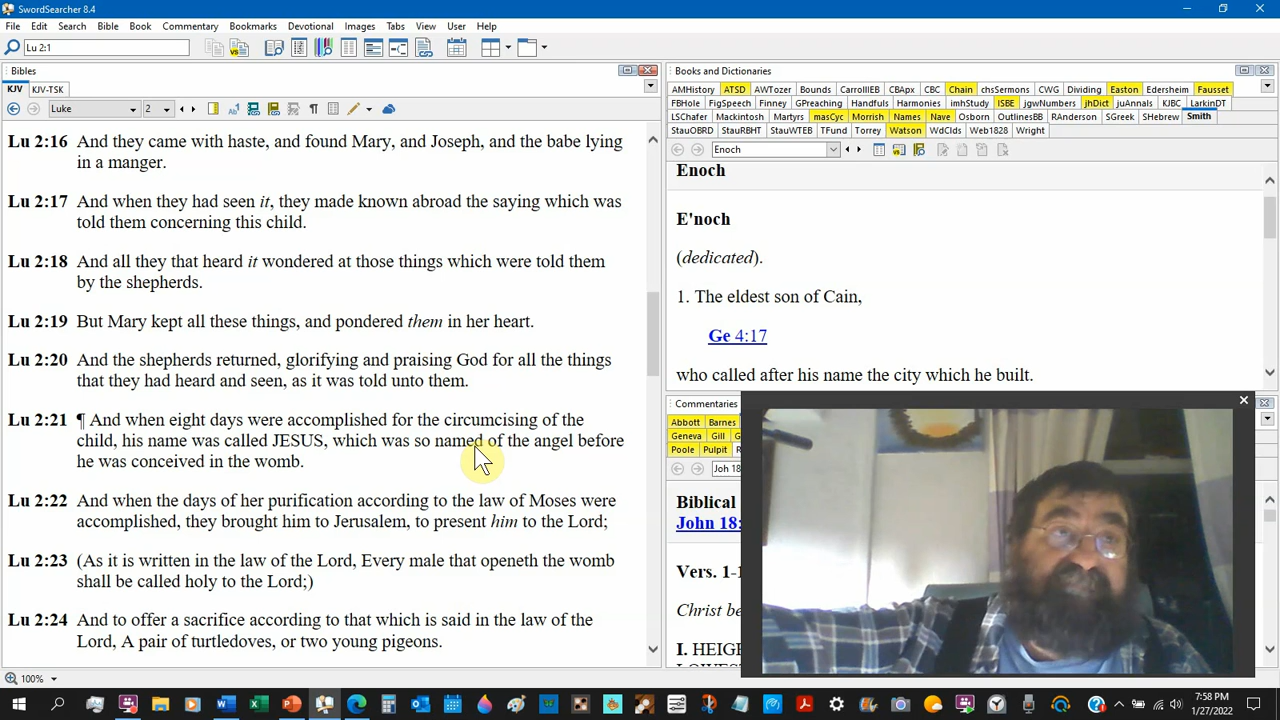 SwordSearcher 8.4
File Edit Search Bible Book Commentary Bookmarks Devotional Images Tabs View User Help
Lu 2:1
Bibles
KJV KJV-TSK
Luke 2
Lu 2:16 And they came with haste, and found Mary, and Joseph, and the babe lying
in a manger.
Lu 2:17 And when they had seen it, they made known abroad the saying which was
told them concerning this child.
Lu 2:18 And all they that heard it wondered at those things which were told them
by the shepherds.
Lu 2:19 But Mary kept all these things, and pondered them in her heart.
Lu 2:20 And the shepherds returned, glorifying and praising God for all the things
that they had heard and seen, as it was told unto them.
Lu 2:21 ¶ And when eight days were accomplished for the circumcising of the
child, his name was called JESUS, which was so named of the angel before
he was conceived in the womb.
Lu 2:22 And when the days of her purification according to the law of Moses were
accomplished, they brought him to Jerusalem, to present him to the Lord;
Lu 2:23 (As it is written in the law of the Lord, Every male that openeth the womb
shall be called holy to the Lord;)
Lu 2:24 And to offer a sacrifice according to that which is said in the law of the
Lord, A pair of turtledoves, or two young pigeons.
100%
Books and Dictionaries
AMHistory ATSD AWTozer Bounds CarrollIEB CBApx CBC Chain chsSermons CWG Dividing Easton Edersheim Fausset
FBHole FigSpeech Finney GPreaching Handfuls Harmonies imhStudy ISBE jgwNumbers jhDict juAnnals KJBC LarkinDT
LSChafer Mackintosh Martyrs masCyc Morrish Names Nave Osborn OutlinesBB RAnderson SGreek SHebrew Smith
StauOBRD StauRBHT StauWTEB TFund Torrey Watson WdClds Web1828 Wright
Enoch
Enoch
E'noch
(dedicated).
1. The eldest son of Cain,
Ge 4:17
who called after his name the city which he built.
Commentaries
Abbott Barnes
Geneva Gill G
Poole Pulpit
Joh 18
Biblical
John 18:
Vers. 1-1
Christ be
I. HEIGE
7:58 PM
1/27/2022